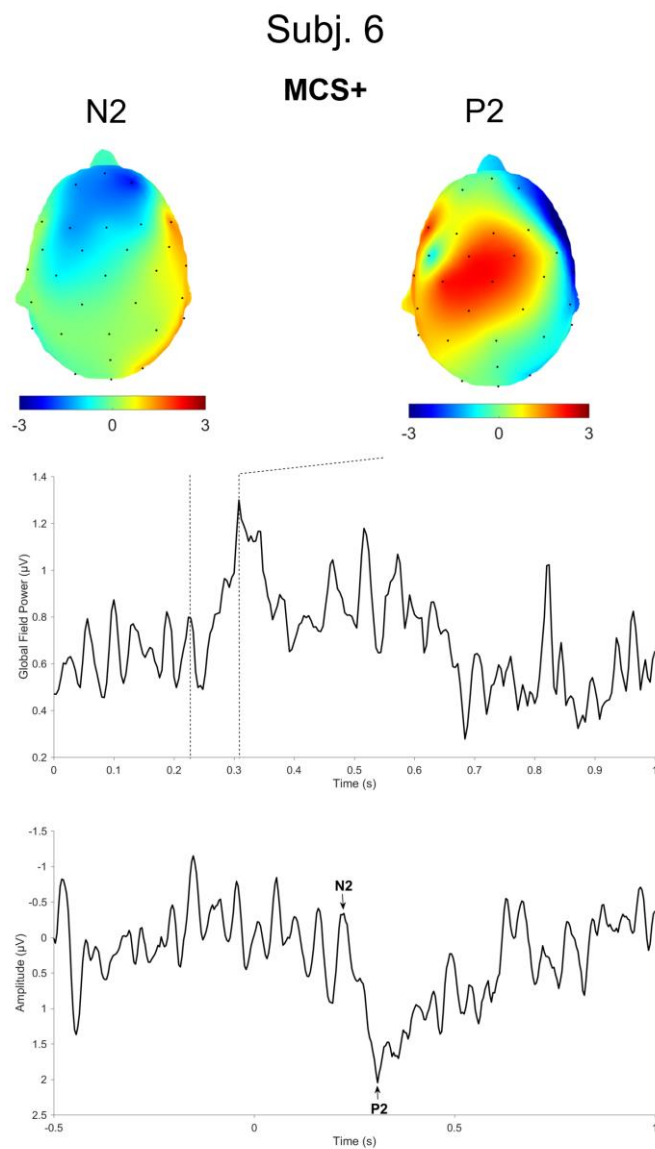 Subj. 6
MCS+
N2 P2
-3 0 3 -3 0 3
1.4
1.2
1
0.8
0.6
0.4
0.2
Global Field Power (µV)
0 0.1 0.2 0.3 0.4 0.5 0.6 0.7 0.8 0.9 1
Time (s)
-1.5
-1
-0.5
0
0.5
1
1.5
2
2.5
Amplitude (µV)
N2
P2
-0.5 0 0.5 1
Time (s)